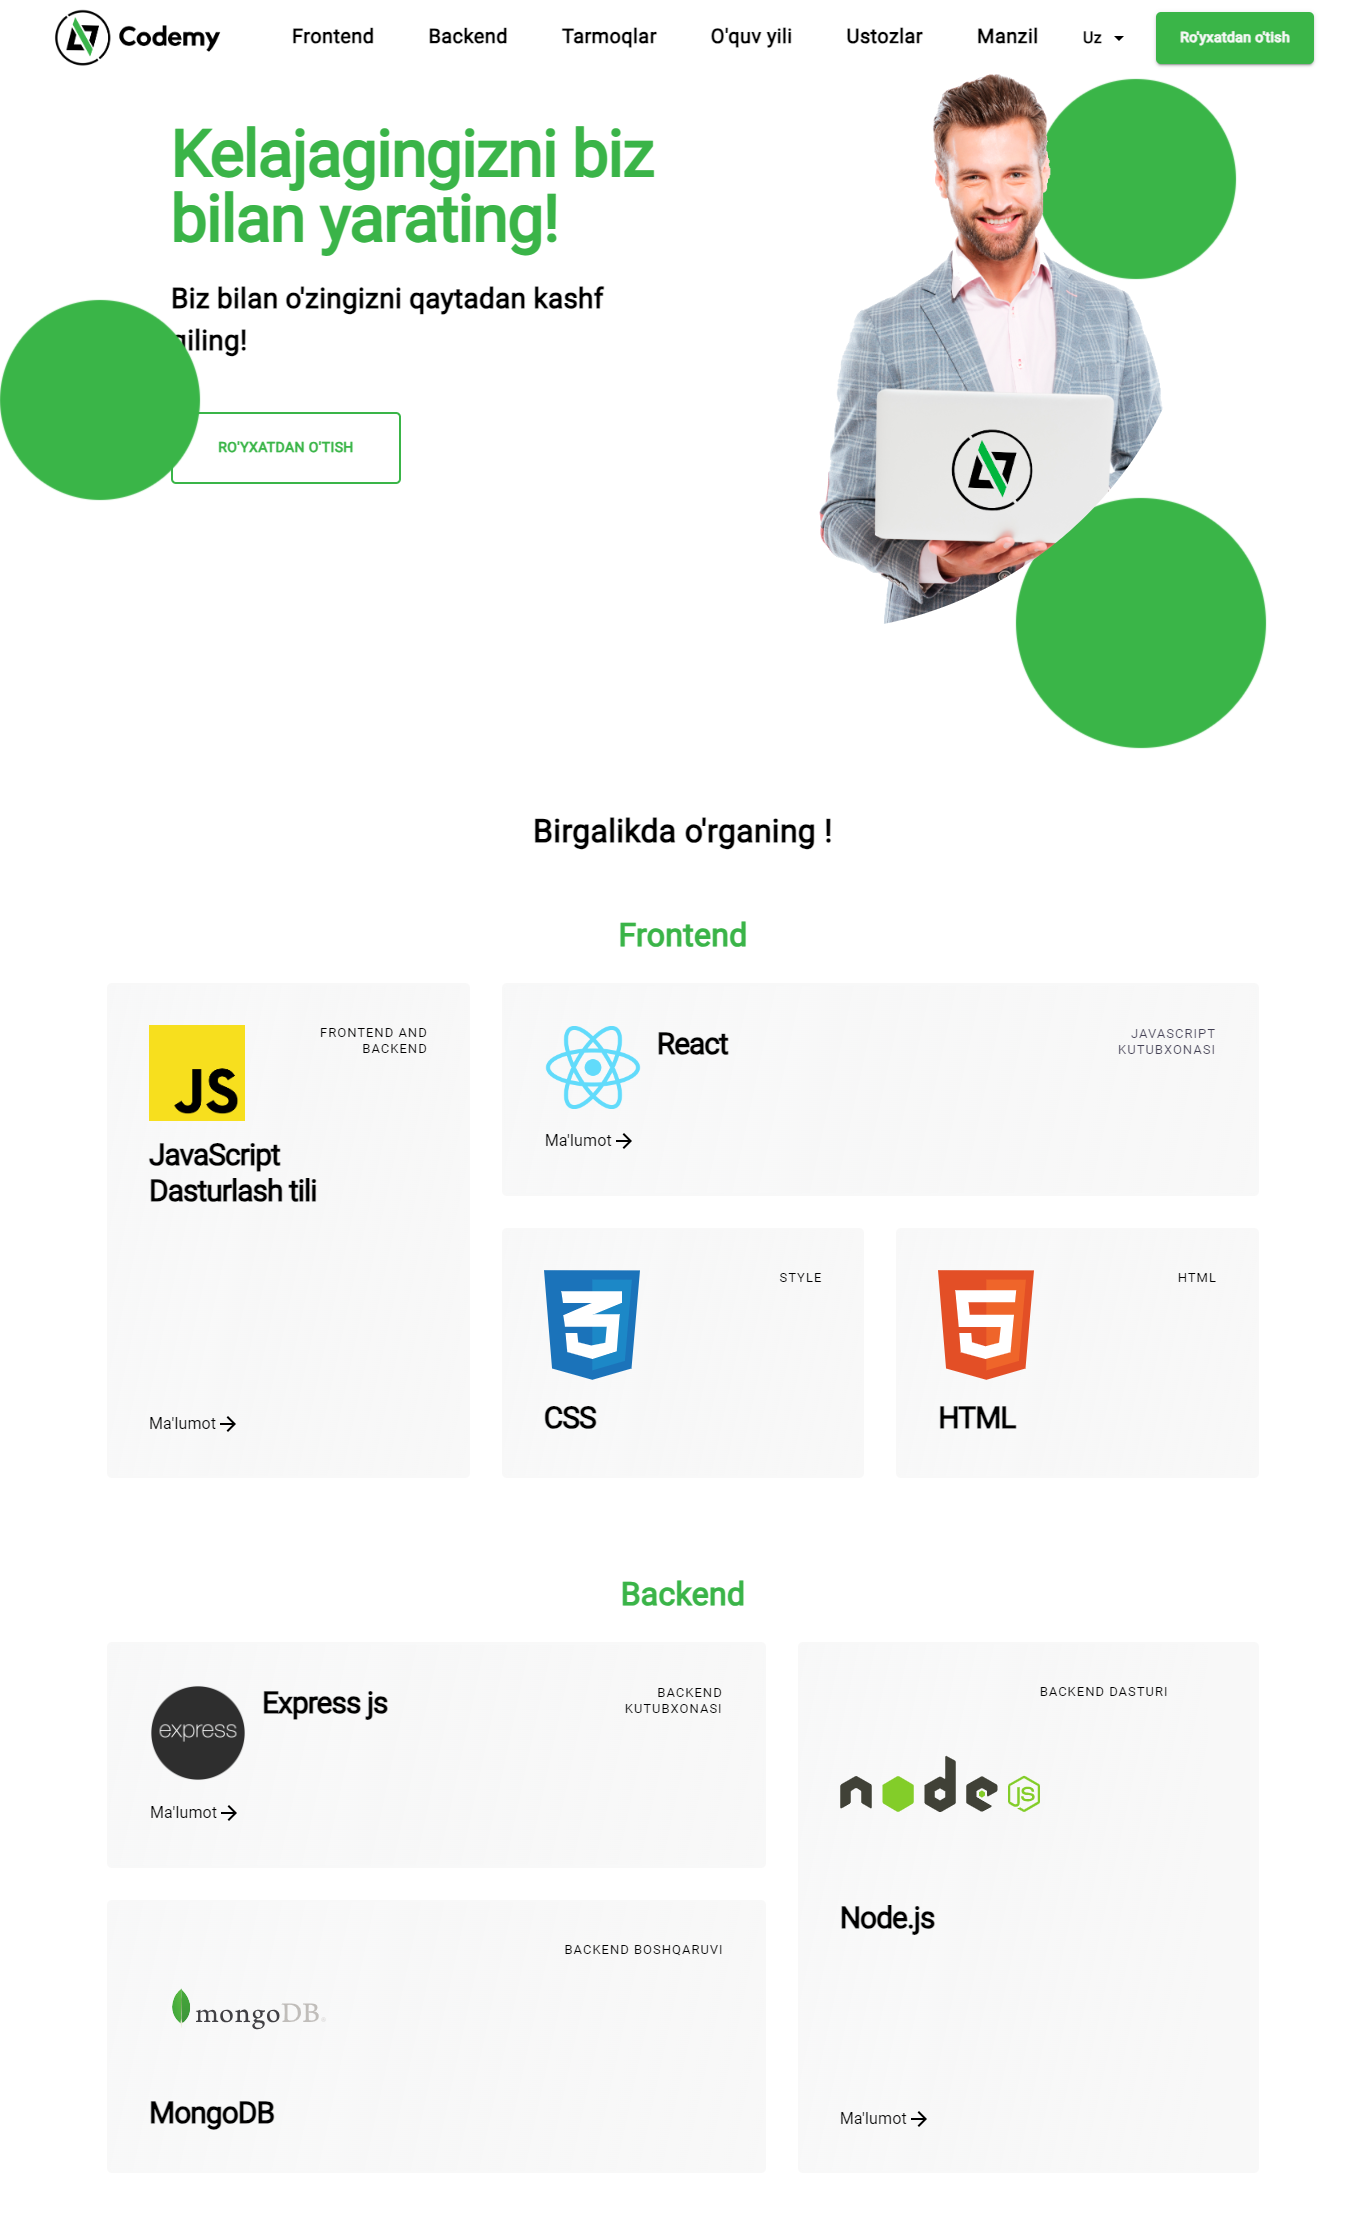 Codemy
Frontend
Backend
Tarmoqlar
O'quv yili
Ustozlar
Manzil
Uz
Ro'yxatdan o'tish
Kelajagingizni biz
bilan yarating!
Biz bilan o'zingizni qaytadan kashf
qiling!
RO'YXATDAN O'TISH
Birgalikda o'rganing !
Frontend
JS
FRONTEND AND
BACKEND
JavaScript
Dasturlash tili
Ma'lumot
React
JAVASCRIPT
KUTUBXONASI
Ma'lumot
STYLE
CSS
HTML
HTML
Backend
express
Express js
BACKEND
KUTUBXONASI
Ma'lumot
BACKEND DASTURI
node JS
Node.js
Ma'lumot
BACKEND BOSHQARUVI
mongoDB.
MongoDB